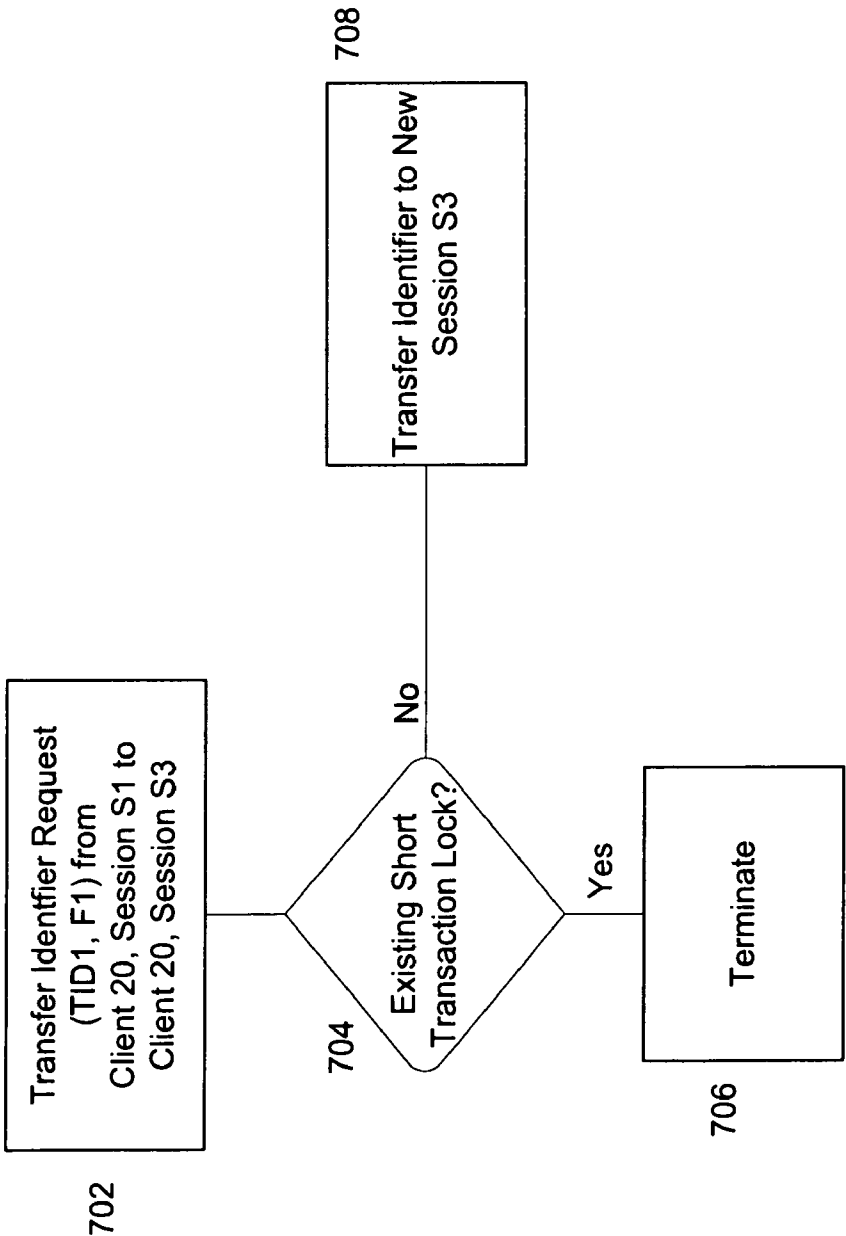 702
Transfer Identfier Request
(TID1, F1) from
Client 20, Session S1 to
Client 20, Session S3
704
Existing Short
Transaction Lock?
No
708
Transfer Identifier to New
Session S3
Yes
706
Terminate